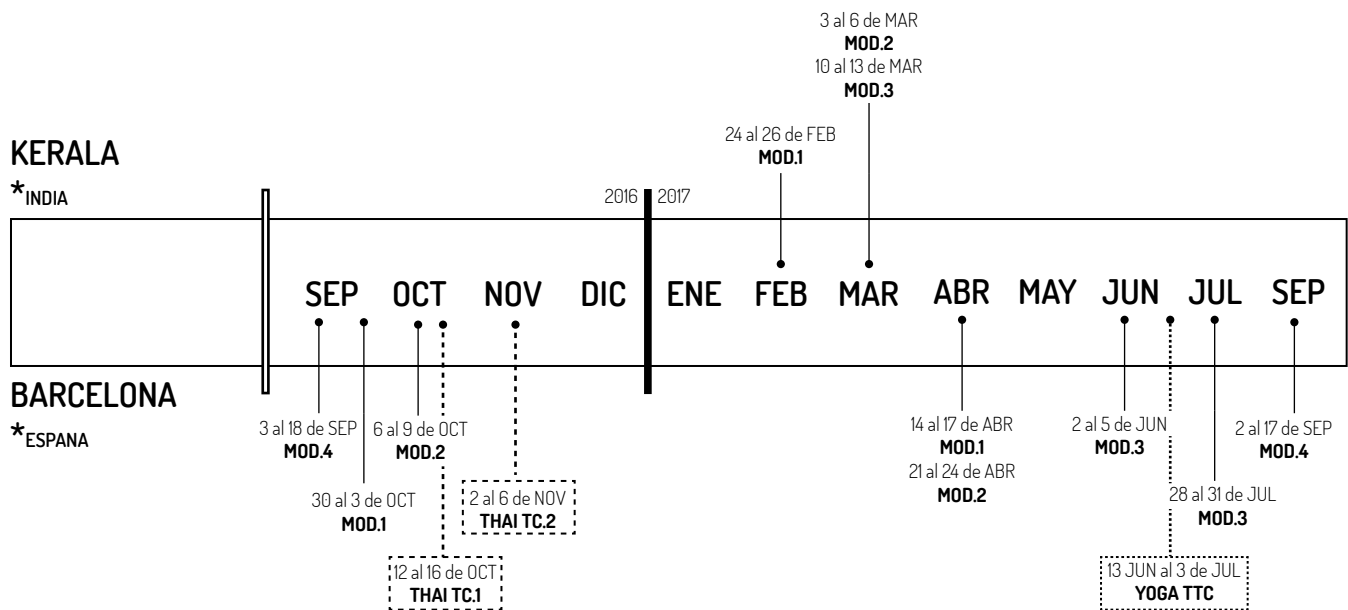 3 al 6 de MAR
MOD.2
10 al 13 de MAR
MOD.3
24 al 26 de FEB
MOD.1
KERALA
*INDIA
2016 2017
SEP OCT NOV DIC ENE FEB MAR ABR MAY JUN JUL SEP
BARCELONA
*ESPANA
3 al 18 de SEP
MOD.4
6 al 9 de OCT
MOD.2
14 al 17 de ABR
MOD.1
21 al 24 de ABR
MOD.2
2 al 5 de JUN
MOD.3
2 al 17 de SEP
MOD.4
30 al 3 de OCT
MOD.1
2 al 6 de NOV
THAI TC.2
28 al 31 de JUL
MOD.3
12 al 16 de OCT
THAI TC.1
13 JUN al 3 de JUL
YOGA TTC